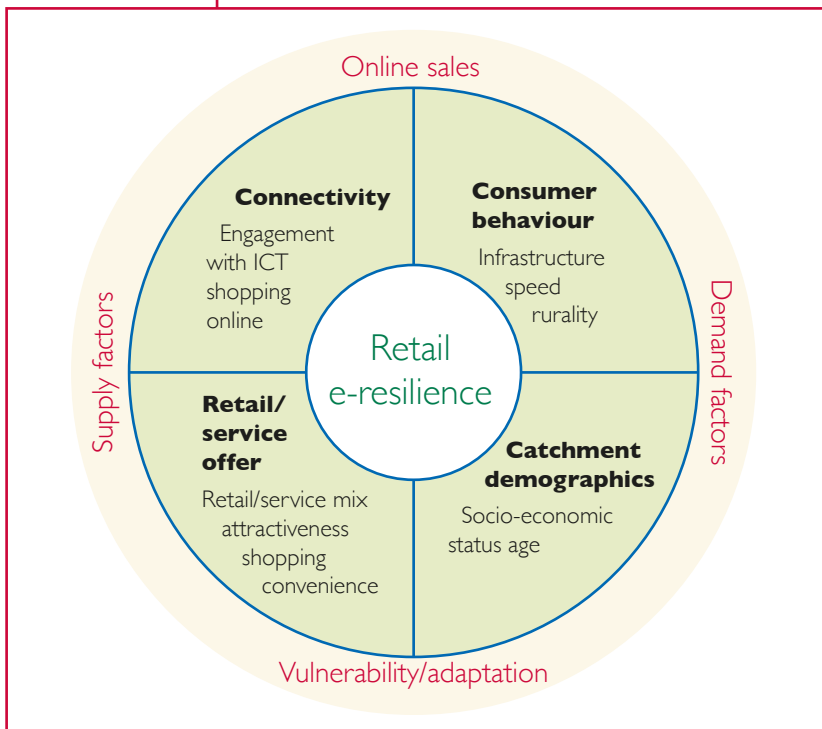 Online sales
Supply factors
Demand factors
Connectivity
Engagement
with ICT
shopping
online
Consumer
behaviour
Infrastructure
speed
rurality
Retail
e-resilience
Retail/
service
offer
Retail/service mix
attractiveness
shopping
convenience
Catchment
demographics
Socio-economic
status age
Vulnerability/adaptation